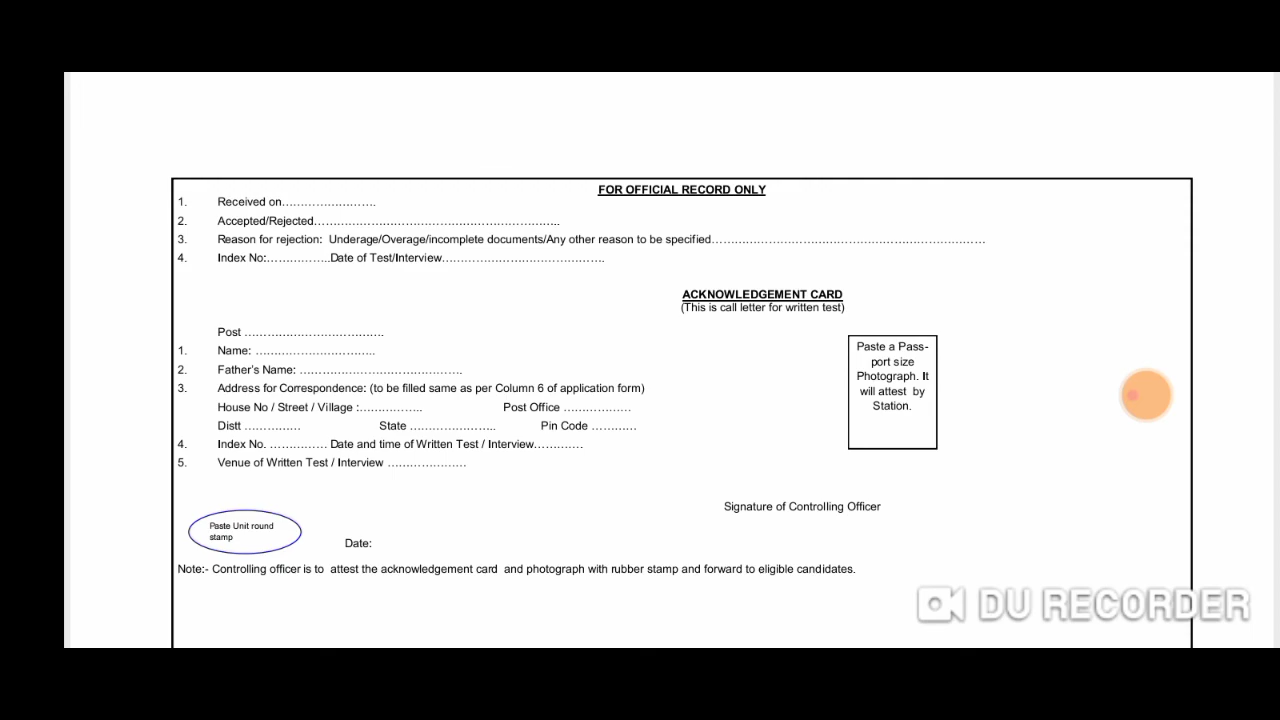 FOR OFFICIAL RECORD ONLY
1. Received on…………………….
2. Accepted/Rejected………………………………………………………..
3. Reason for rejection: Underage/Overage/incomplete documents/Any other reason to be specified………………………………………………………………
4. Index No:……………..Date of Test/Interview…………………………………….
ACKNOWLEDGEMENT CARD
(This is call letter for written test)
Post ……………………………….
1. Name: …………………………..
2. Father's Name: …………………………………….
3. Address for Correspondence: (to be filled same as per Column 6 of application form)
House No / Street / Village :…………….. Post Office ………………
Distt …………… State ………………….. Pin Code …………
4. Index No. …………… Date and time of Written Test / Interview…………
5. Venue of Written Test / Interview …………………
Paste a Pass-
port size
Photograph. It
will attest by
Station.
Signature of Controlling Officer
Paste Unit round
stamp
Date:
Note:- Controlling officer is to attest the acknowledgement card and photograph with rubber stamp and forward to eligible candidates.
DU RECORDER